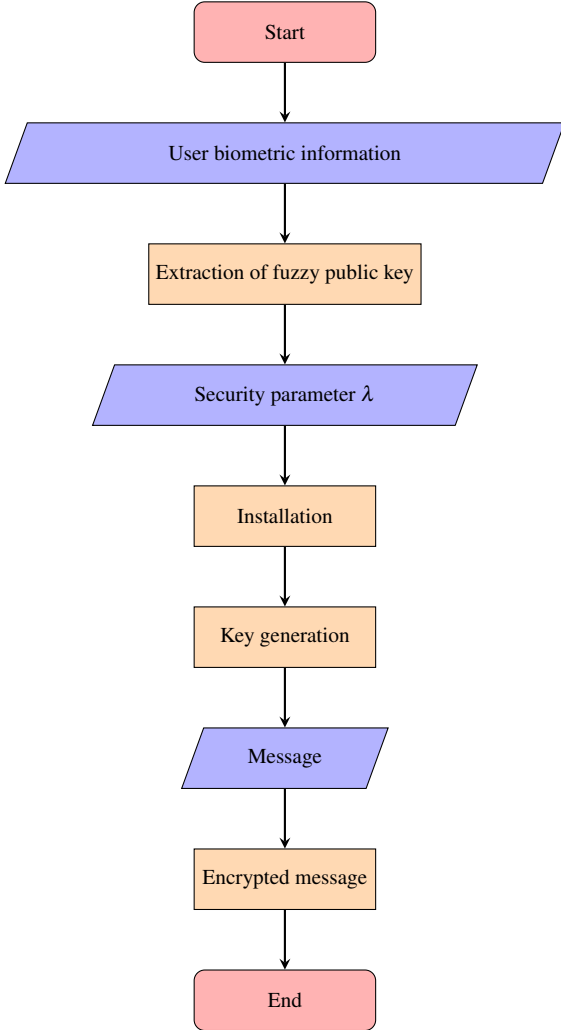 Start
User biometric information
Extraction of fuzzy public key
Security parameter λ
Installation
Key generation
Message
Encrypted message
End